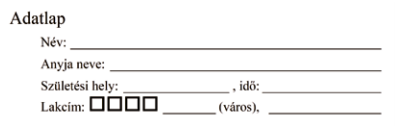 Adatlap
Név:
Anyja neve:
Születési hely: , idő:
Lakcím: (város),